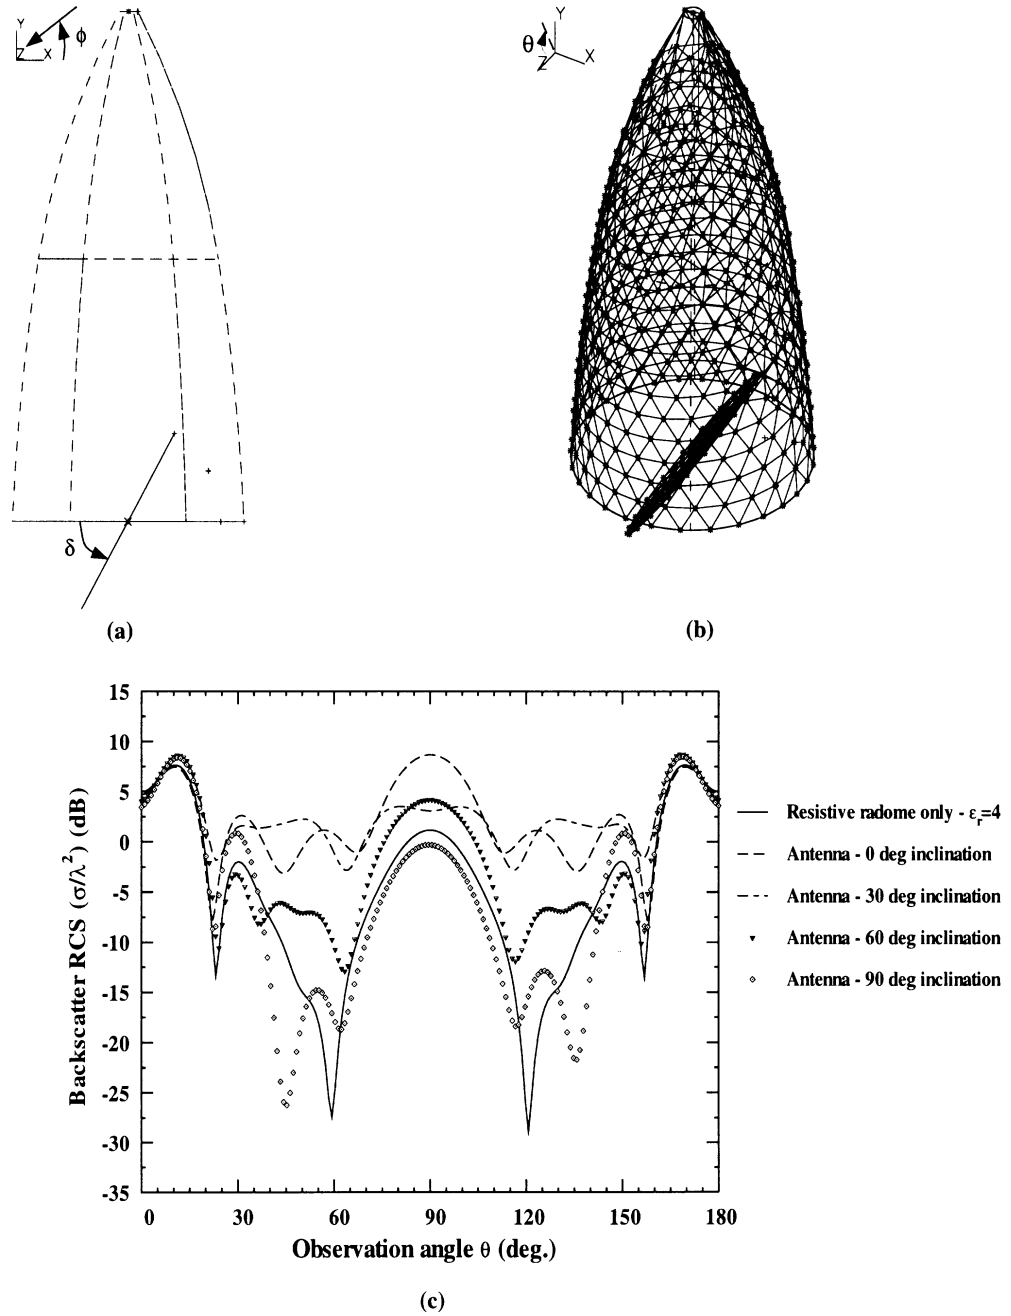 Y
Z X
ϕ
δ
(a)
Y
θ
Z X
(b)
15
10
5
0
-5
-10
-15
-20
-25
-30
-35
Backscatter RCS (σ/λ²) (dB)
0 30 60 90 120 150 180
Observation angle θ (deg.)
Resistive radome only - εr=4
Antenna - 0 deg inclination
Antenna - 30 deg inclination
Antenna - 60 deg inclination
Antenna - 90 deg inclination
(c)